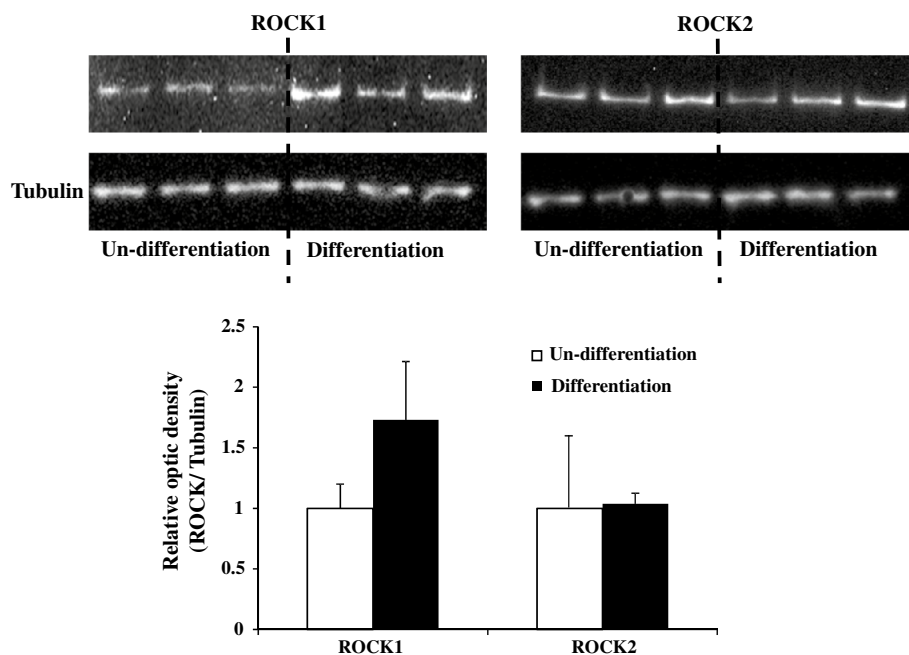 ROCK1
ROCK2
Tubulin
Un-differentiation
Differentiation
Un-differentiation
Differentiation
2.5
2
1.5
1
0.5
0
Relative optic density
(ROCK/ Tubulin)
Un-differentiation
Differentiation
ROCK1
ROCK2